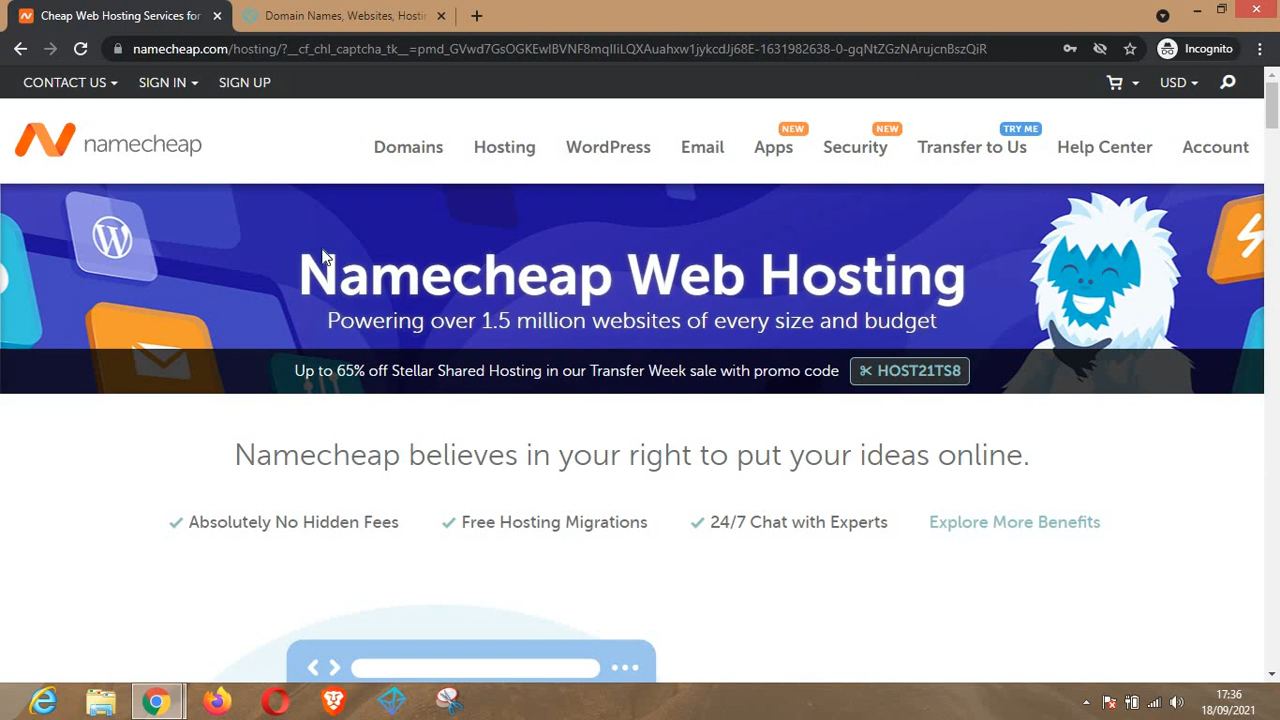 Cheap Web Hosting Services for
Domain Names, Websites, Hosti
namecheap.com/hosting/?__cf_chl_captcha_tk__=pmd_GVwd7GsOGKEwlBVNF8mqlIiLQXAuahxw1jykcdJj68E-1631982638-0-gqNtZGzNArujcnBszQiR
Incognito
CONTACT US
SIGN IN
SIGN UP
USD
namecheap
Domains
Hosting
WordPress
Email
NEW
Apps
NEW
Security
TRY ME
Transfer to Us
Help Center
Account
Namecheap Web Hosting
Powering over 1.5 million websites of every size and budget
Up to 65% off Stellar Shared Hosting in our Transfer Week sale with promo code HOST21TS8
Namecheap believes in your right to put your ideas online.
Absolutely No Hidden Fees
Free Hosting Migrations
24/7 Chat with Experts
Explore More Benefits
17:36
18/09/2021